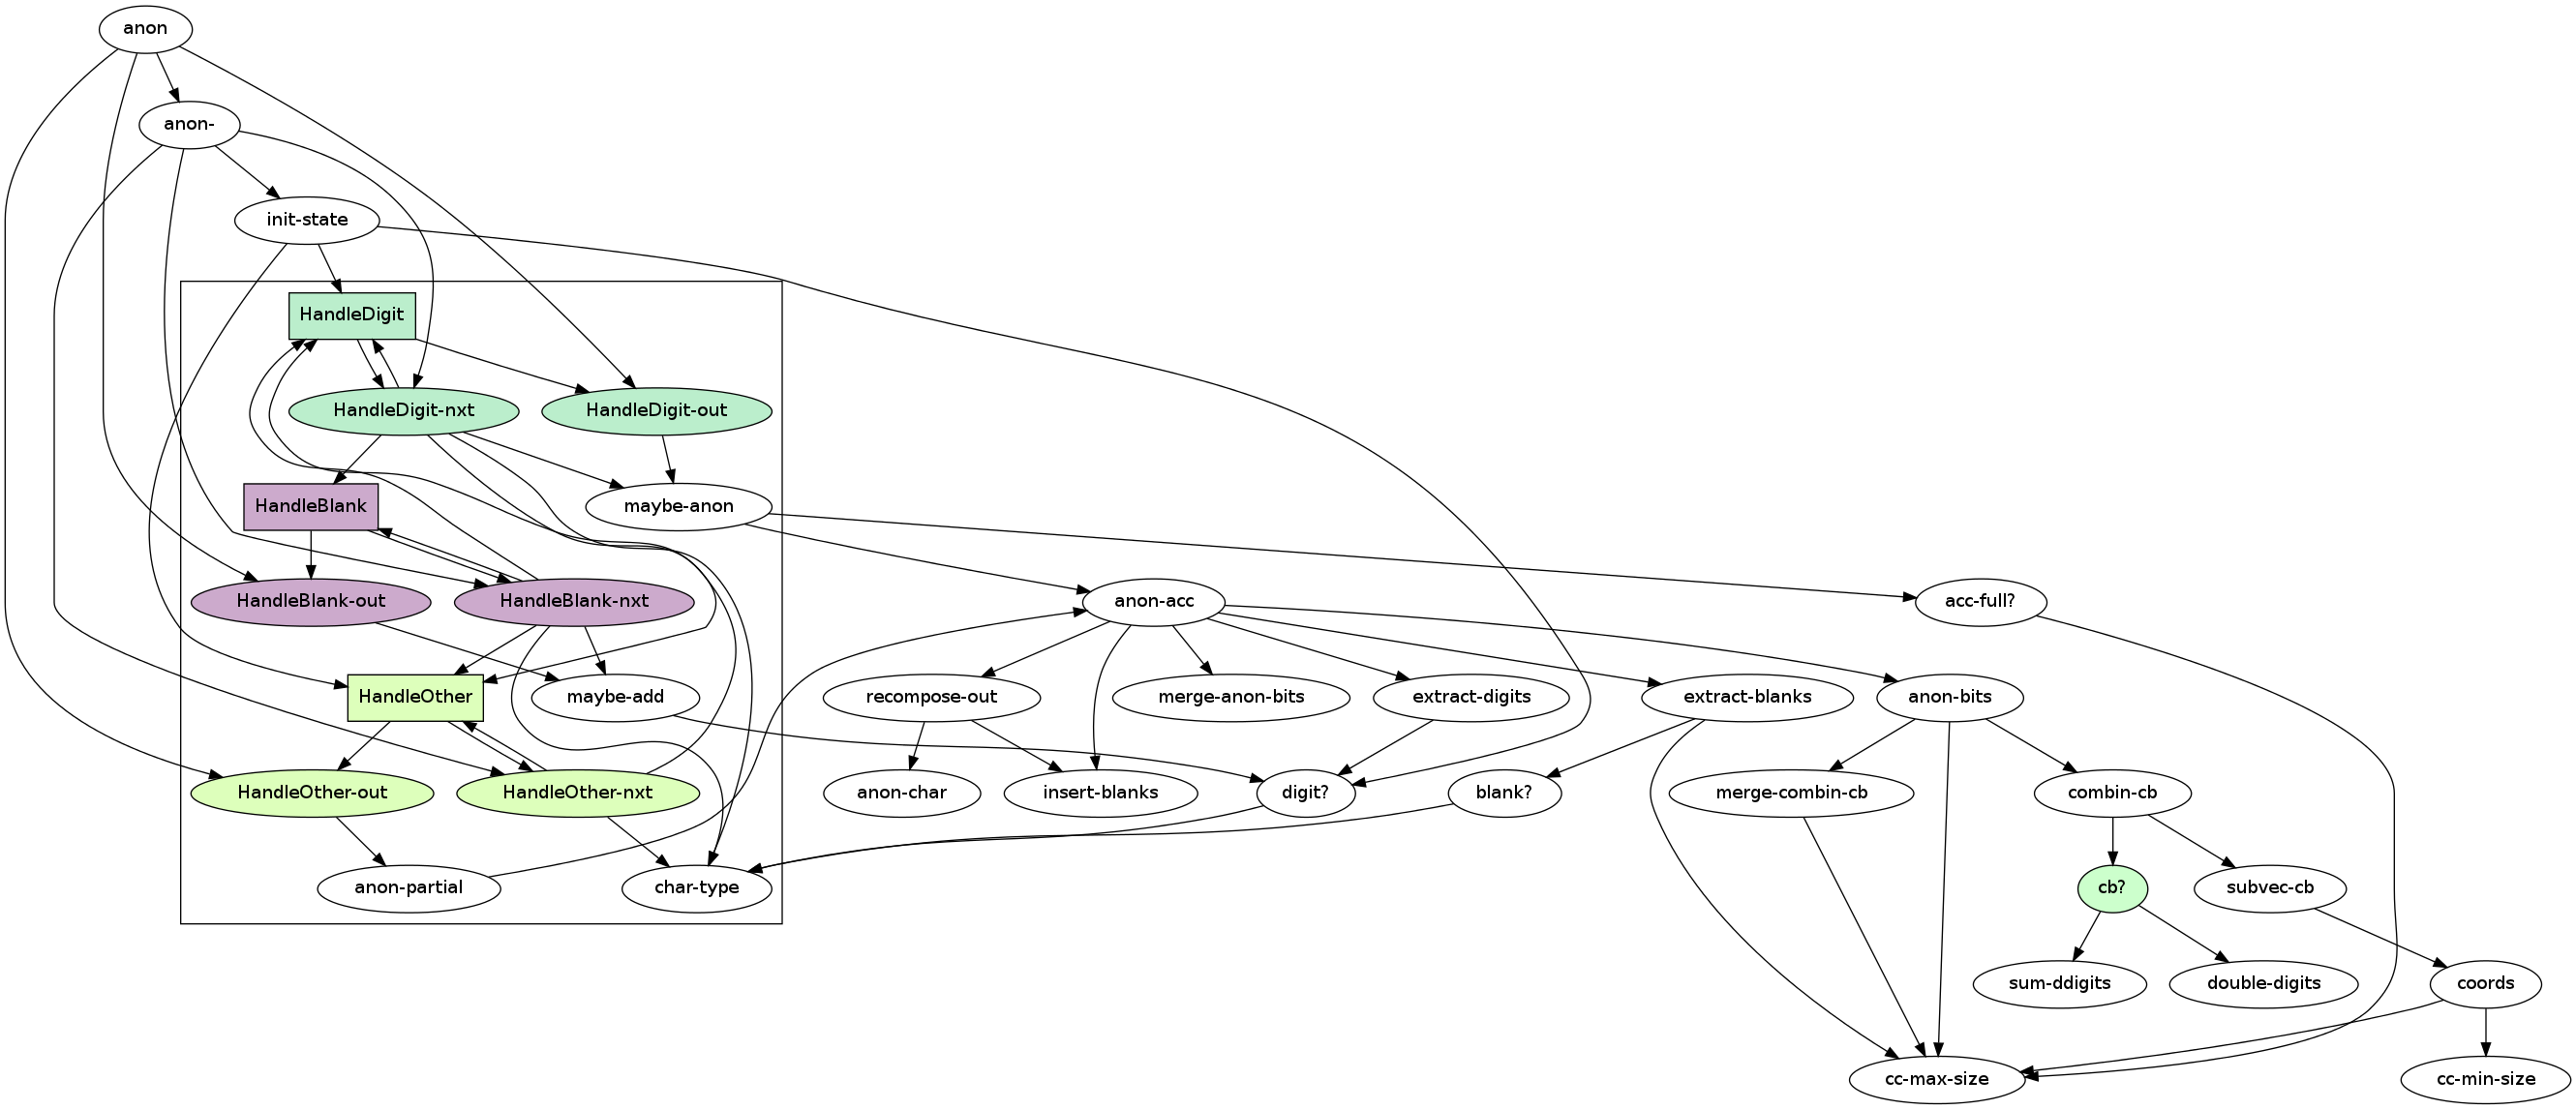 anon
anon-
init-state
HandleDigit
HandleDigit-nxt
HandleDigit-out
HandleBlank
maybe-anon
HandleBlank-out
HandleBlank-nxt
anon-acc
acc-full?
HandleOther
maybe-add
recompose-out
merge-anon-bits
extract-digits
extract-blanks
anon-bits
HandleOther-out
HandleOther-nxt
anon-char
insert-blanks
digit?
blank?
merge-combin-cb
combin-cb
anon-partial
char-type
cb?
subvec-cb
sum-ddigits
double-digits
coords
cc-max-size
cc-min-size